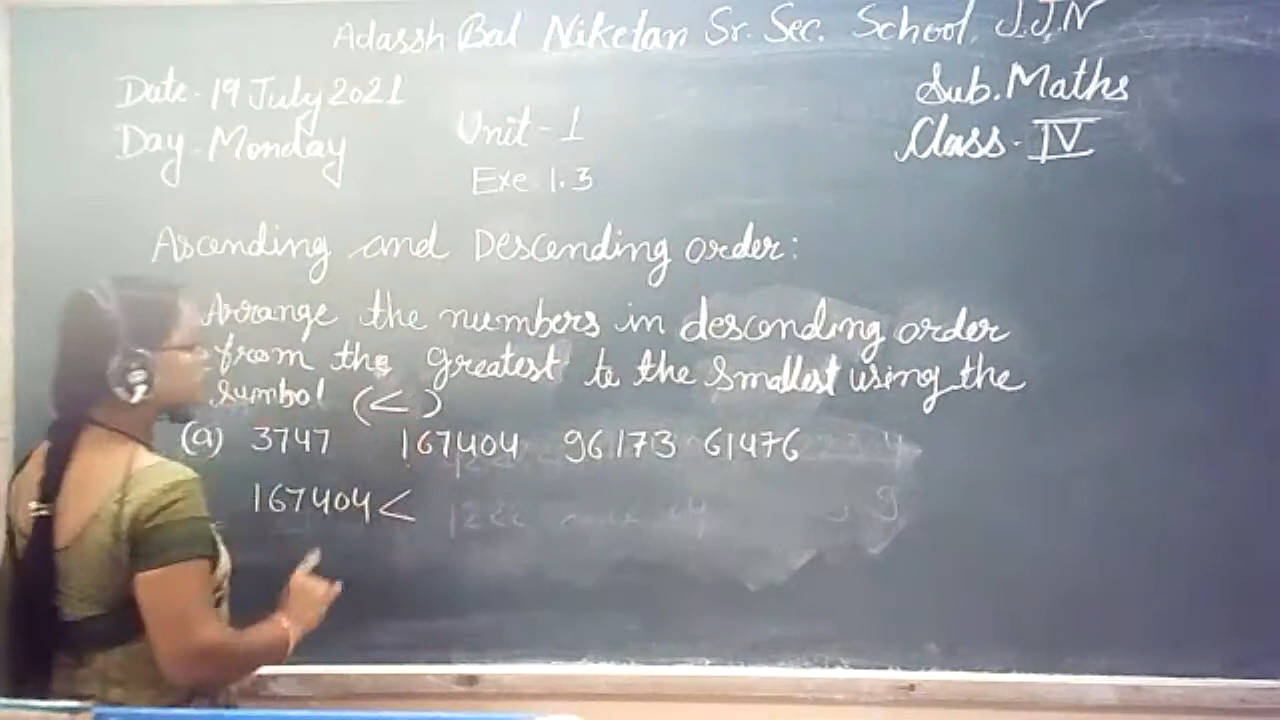 Adassh Bal Niketan Sr. Sec. School, J.J.N
Date - 19 July 2021
Day - Monday
Unit - 1
Exe 1.3
Sub. Maths
Class - IV
Ascending and Descending order:
Arrange the numbers in descending order
from the greatest to the smallest using the
sumbol (<)
(a) 3747 167404 96173 61476
167404 <